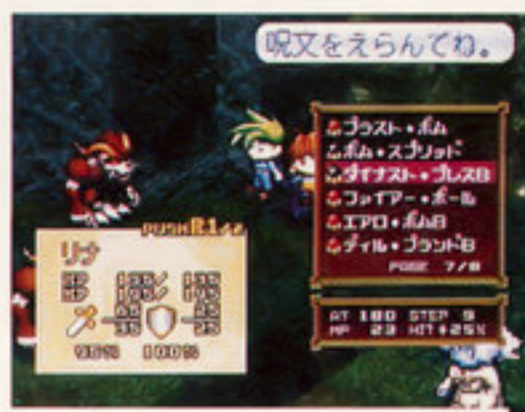 呪文をえらんでね。
ブラスト・ボム
ボム・スプリッド
ダイナスト・ブレスB
ファイアー・ボール
エアロ・ボムB
ディル・ブランドB
PAGE 7/8
PUSH R1/2
リナ
95% 100%
AT 180 STEP 9
MP 23 HIT+25%